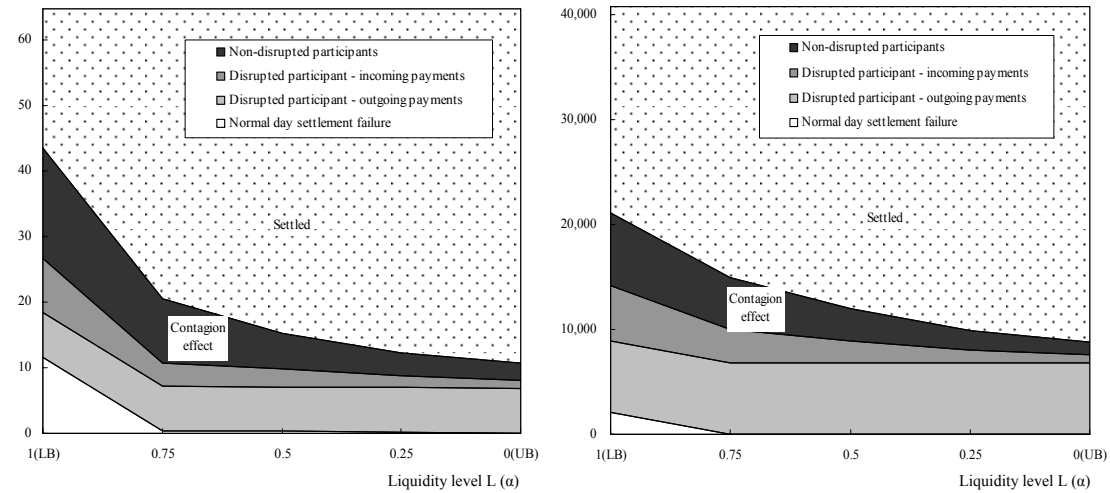 60
50
40
30
20
10
0
Non-disrupted participants
Disrupted participant - incoming payments
Disrupted participant - outgoing payments
Normal day settlement failure
Settled
Contagion
effect
1(LB) 0.75 0.5 0.25 0(UB)
Liquidity level L (α)
40,000
30,000
20,000
10,000
0
Non-disrupted participants
Disrupted participant - incoming payments
Disrupted participant - outgoing payments
Normal day settlement failure
Settled
Contagion
effect
1(LB) 0.75 0.5 0.25 0(UB)
Liquidity level L (α)